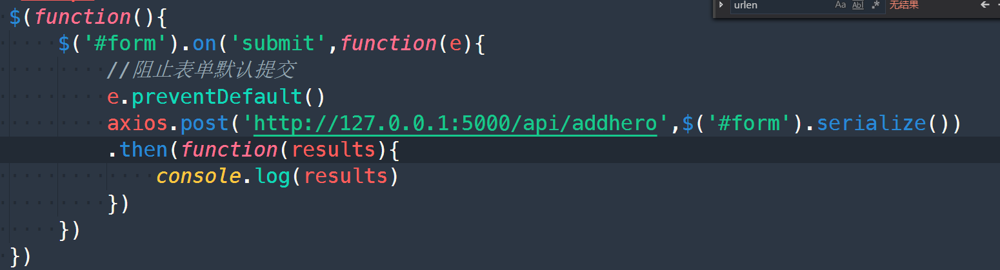 $(function(){
urlen
Aa Abl .* 无结果
$('#form').on('submit',function(e){
//阻止表单默认提交
e.preventDefault()
axios.post('http://127.0.0.1:5000/api/addhero',$('#form').serialize())
.then(function(results){
console.log(results)
})
})
})